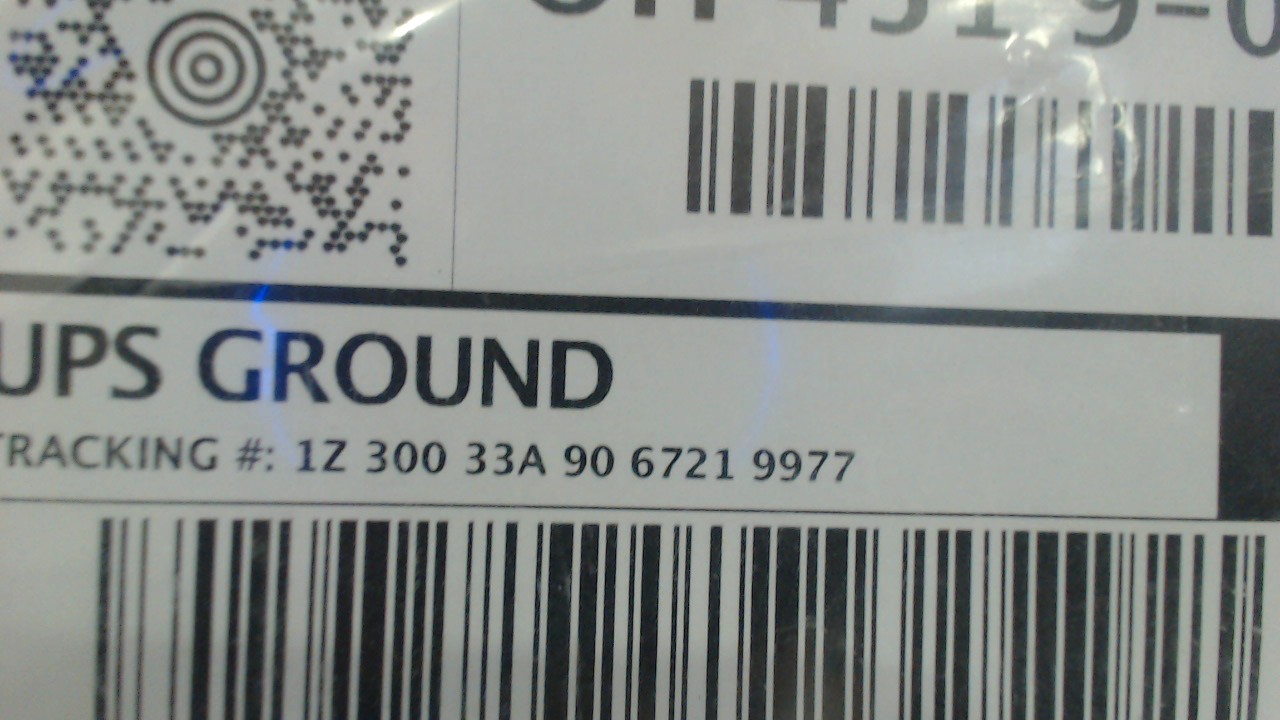 UPS GROUND
TRACKING #: 1Z 300 33A 90 6721 9977